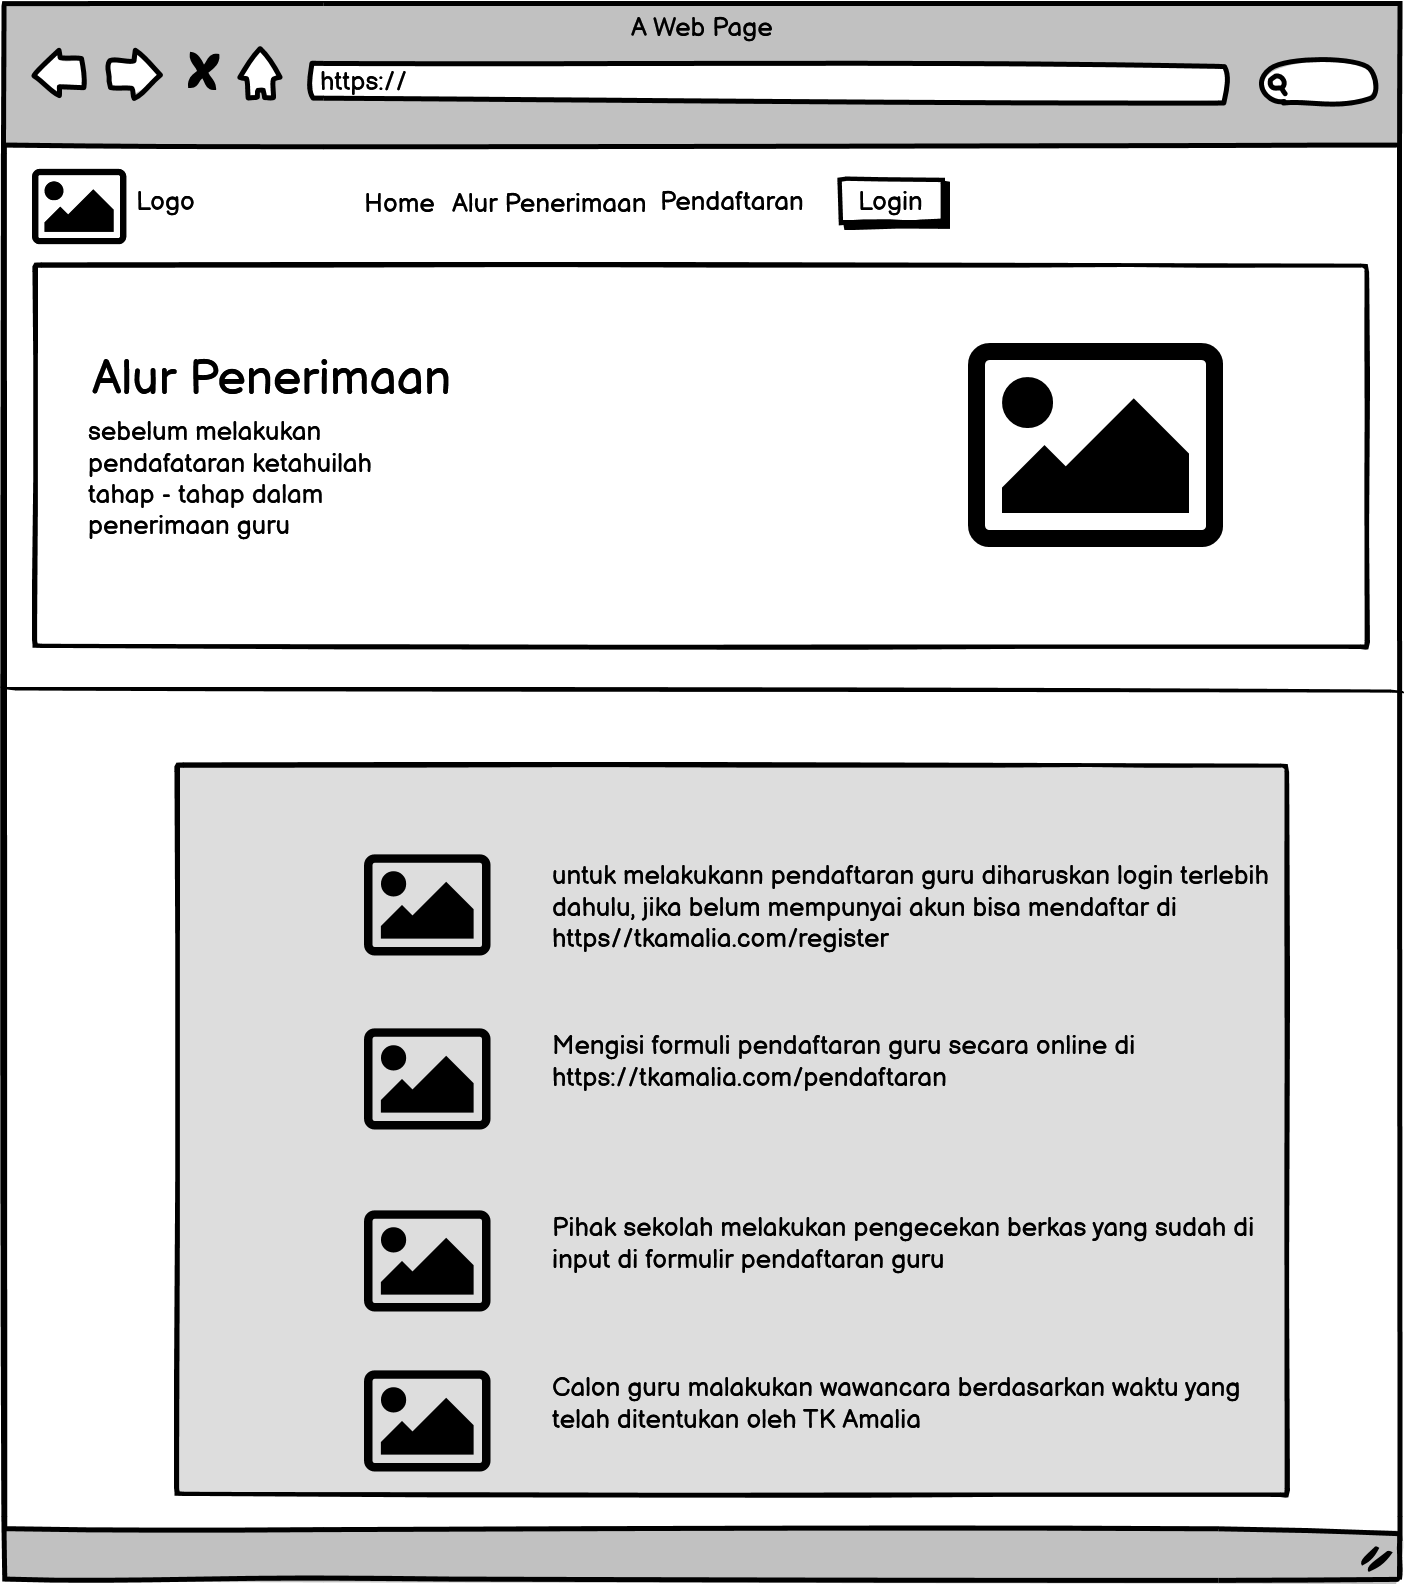 A Web Page
https://
Logo
Home Alur Penerimaan Pendaftaran Login
Alur Penerimaan
sebelum melakukan
pendafataran ketahuilah
tahap - tahap dalam
penerimaan guru
untuk melakukann pendaftaran guru diharuskan login terlebih
dahulu, jika belum mempunyai akun bisa mendaftar di
https//tkamalia.com/register
Mengisi formuli pendaftaran guru secara online di
https://tkamalia.com/pendaftaran
Pihak sekolah melakukan pengecekan berkas yang sudah di
input di formulir pendaftaran guru
Calon guru malakukan wawancara berdasarkan waktu yang
telah ditentukan oleh TK Amalia